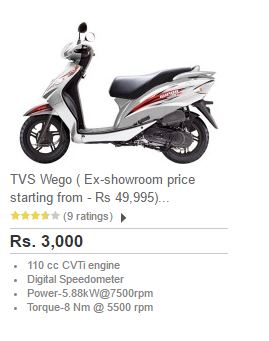 TVS Wego ( Ex-showroom price
starting from - Rs 49,995)...
(9 ratings)
Rs. 3,000
110 cc CVTi engine
Digital Speedometer
Power-5.88kW@7500rpm
Torque-8 Nm @ 5500 rpm